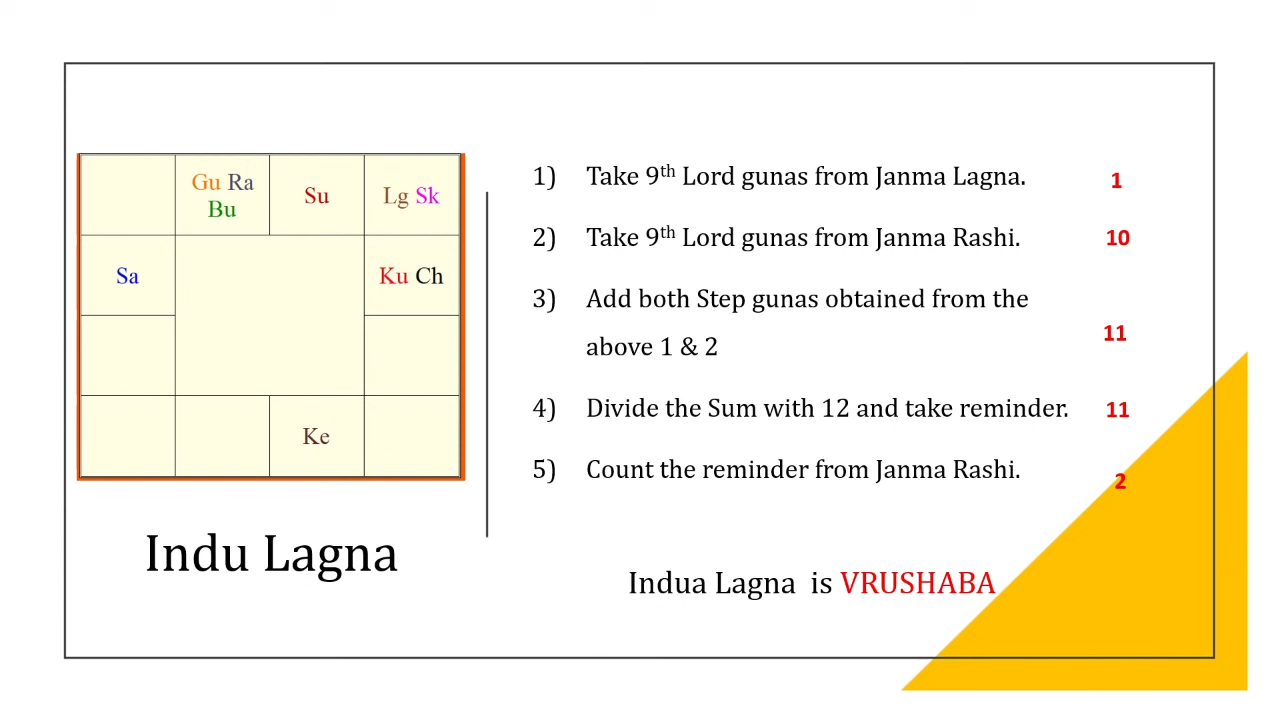 Gu Ra
Bu
Su
Lg Sk
Sa
Ku Ch
Ke
Indu Lagna
1) Take 9th Lord gunas from Janma Lagna. 1
2) Take 9th Lord gunas from Janma Rashi. 10
3) Add both Step gunas obtained from the
above 1 & 2 11
4) Divide the Sum with 12 and take reminder. 11
5) Count the reminder from Janma Rashi. 2
Indua Lagna is VRUSHABA